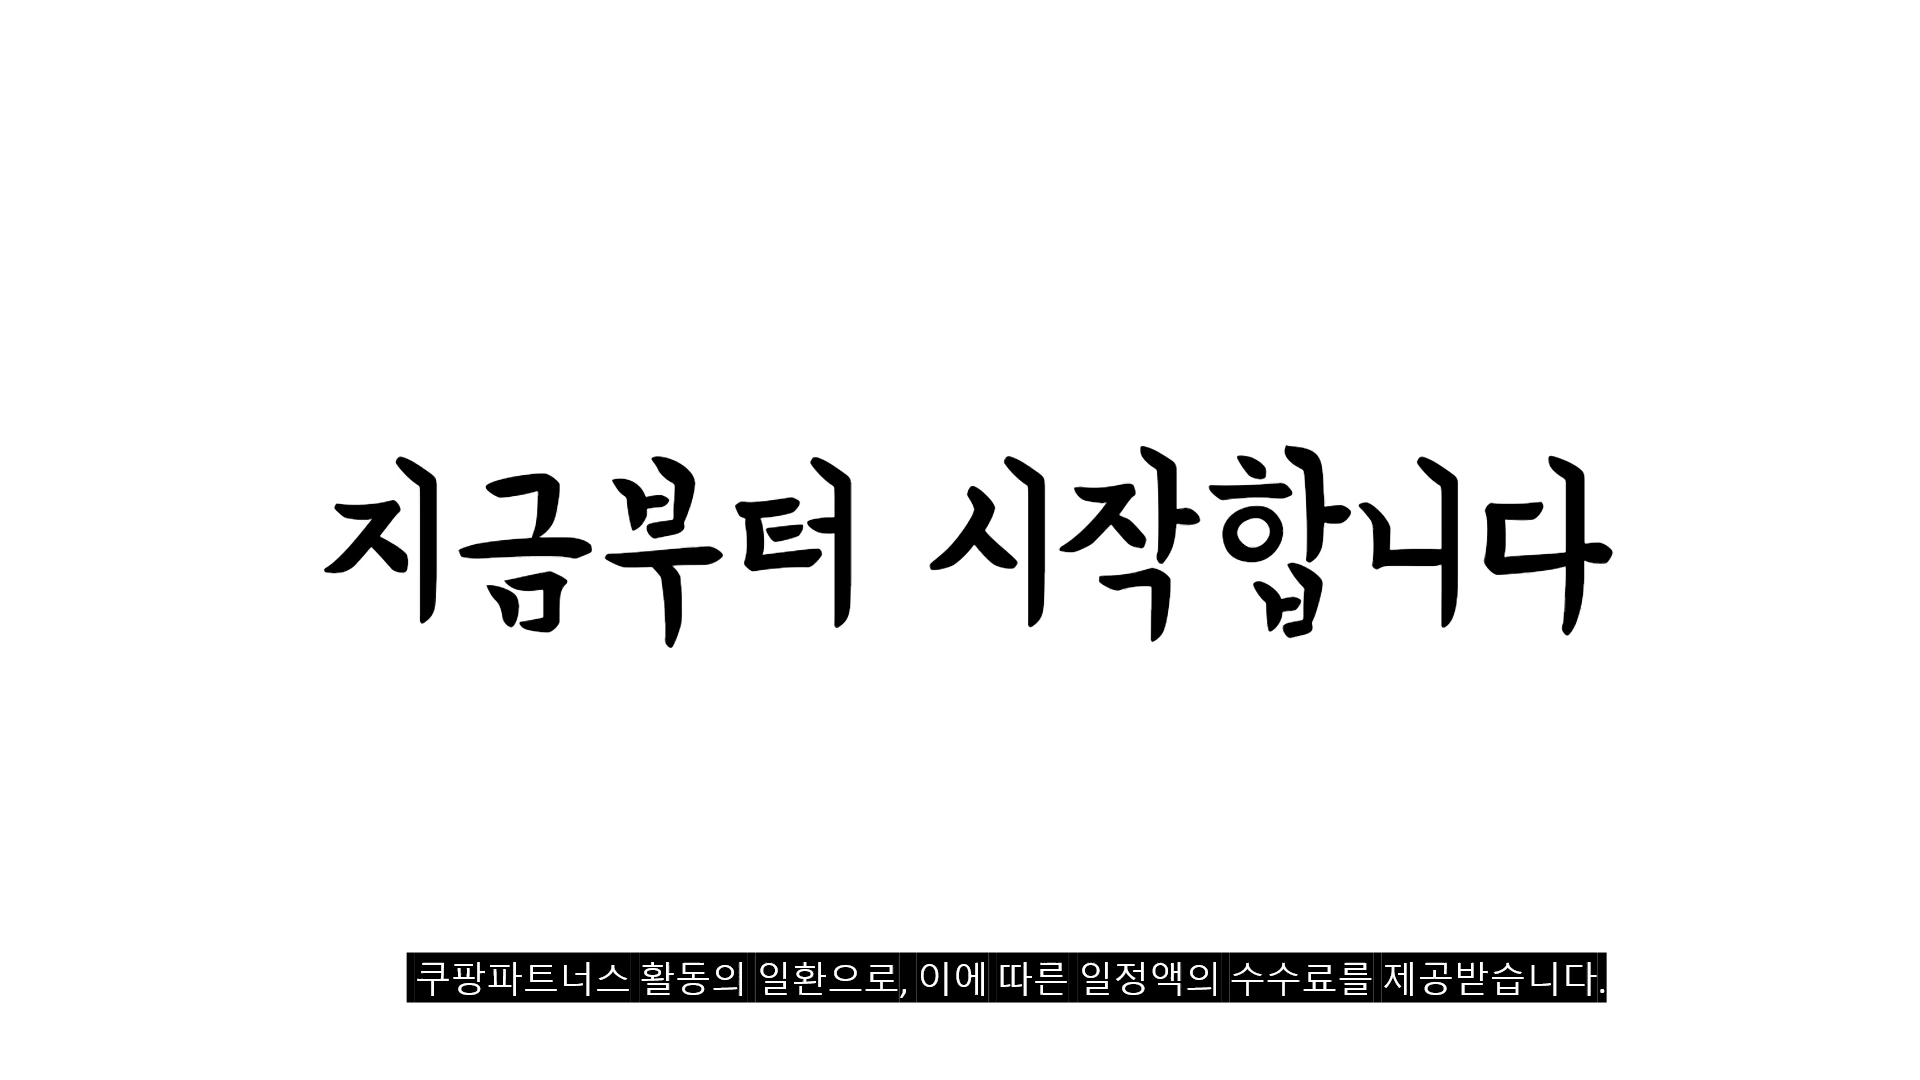 지금부터 시작합니다
쿠팡파트너스 활동의 일환으로, 이에 따른 일정액의 수수료를 제공받습니다.